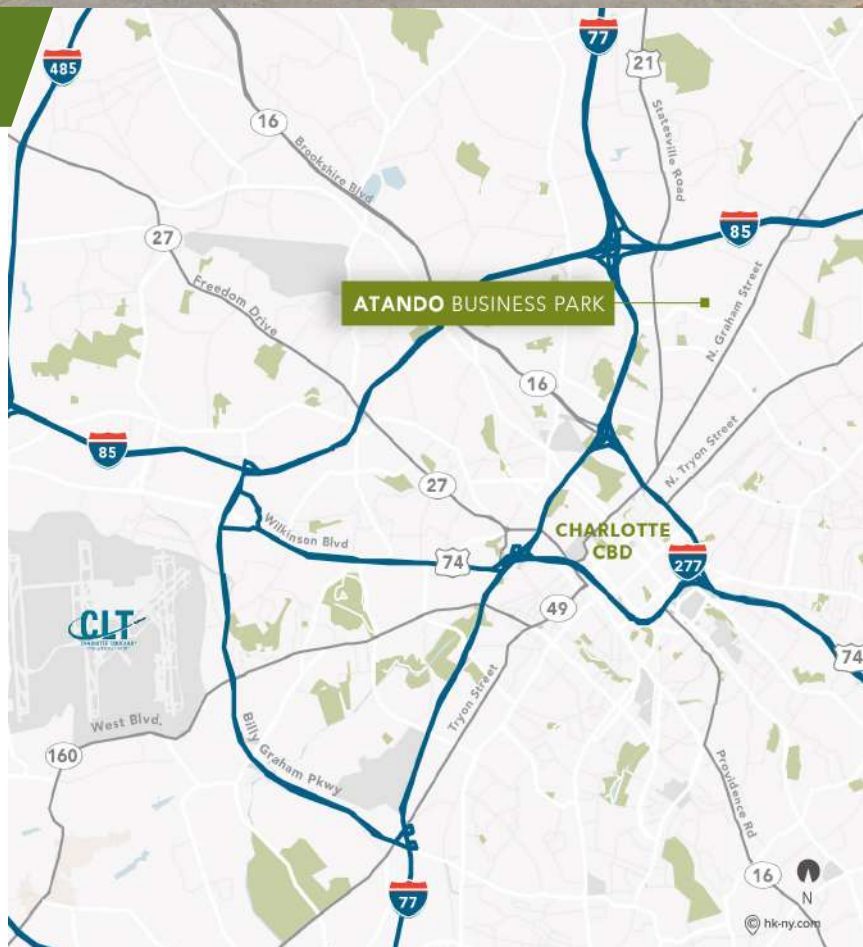 485
77
21
16
Brookshire Blvd
Statesville Road
85
27
Freedom Drive
ATANDO BUSINESS PARK
N. Graham Street
16
N. Tryon Street
85
27
Wilkinson Blvd
74
CHARLOTTE
CBD
277
49
CLT
74
West Blvd.
Tryon Street
160
Billy Graham Pkwy
Providence Rd
16
N
77
© hk-ny.com